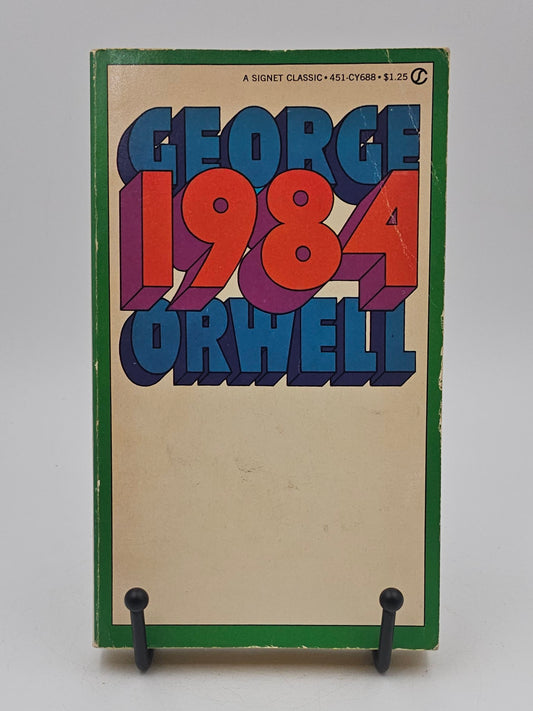 A SIGNET CLASSIC • 451-CY688 • $1.25
GEORGE
1984
ORWELL